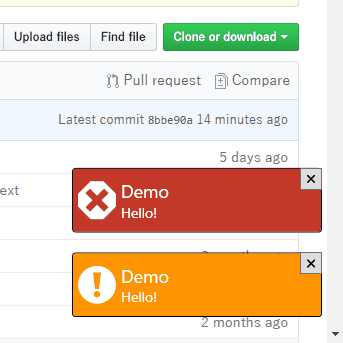 Upload files Find file Clone or download
Pull request Compare
Latest commit 8bbe90a 14 minutes ago
5 days ago
ext
Demo
Hello!
Demo
Hello!
2 months ago